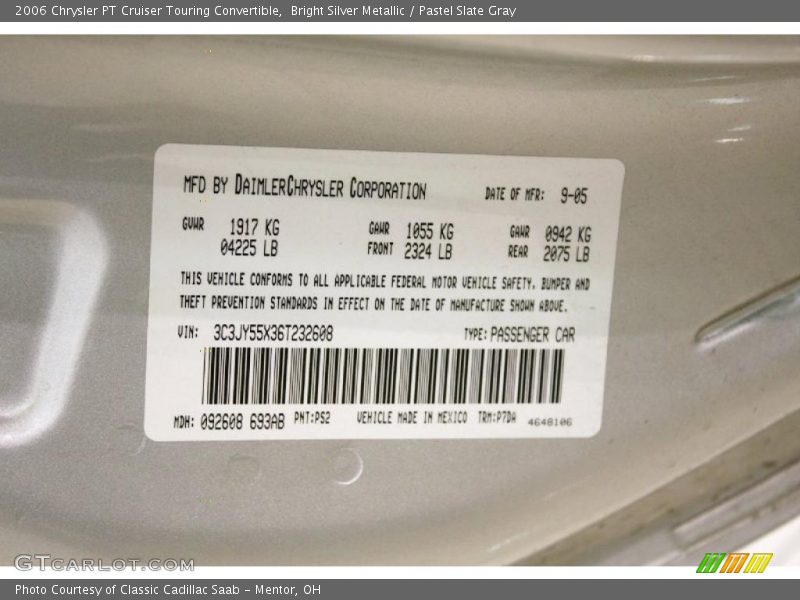 2006 Chrysler PT Cruiser Touring Convertible,  Bright Silver Metallic / Pastel Slate Gray
MFD BY DAIMLERCHRYSLER CORPORATION DATE OF MFR: 9-05
GVWR 1917 KG GAWR 1055 KG GAWR 0942 KG
04225 LB FRONT 2324 LB REAR 2075 LB
THIS VEHICLE CONFORMS TO ALL APPLICABLE FEDERAL MOTOR VEHICLE SAFETY, BUMPER AND
THEFT PREVENTION STANDARDS IN EFFECT ON THE DATE OF MANUFACTURE SHOWN ABOVE.
VIN: 3C3JY55X36T232608 TYPE: PASSENGER CAR
MDH: 092608 693AB PNT:PS2 VEHICLE MADE IN MEXICO TRM:P7DA 4648106
GTCARLOT.COM
Photo Courtesy of Classic Cadillac Saab - Mentor, OH